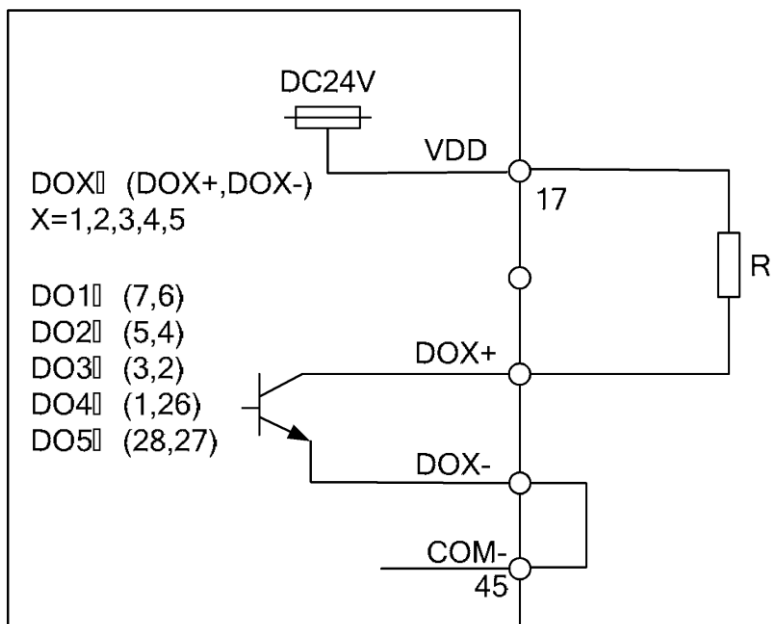 DC24V
VDD
17
DOX▯ (DOX+,DOX-)
X=1,2,3,4,5
R
DO1▯ (7,6)
DO2▯ (5,4)
DO3▯ (3,2)
DO4▯ (1,26)
DO5▯ (28,27)
DOX+
DOX-
COM-
45